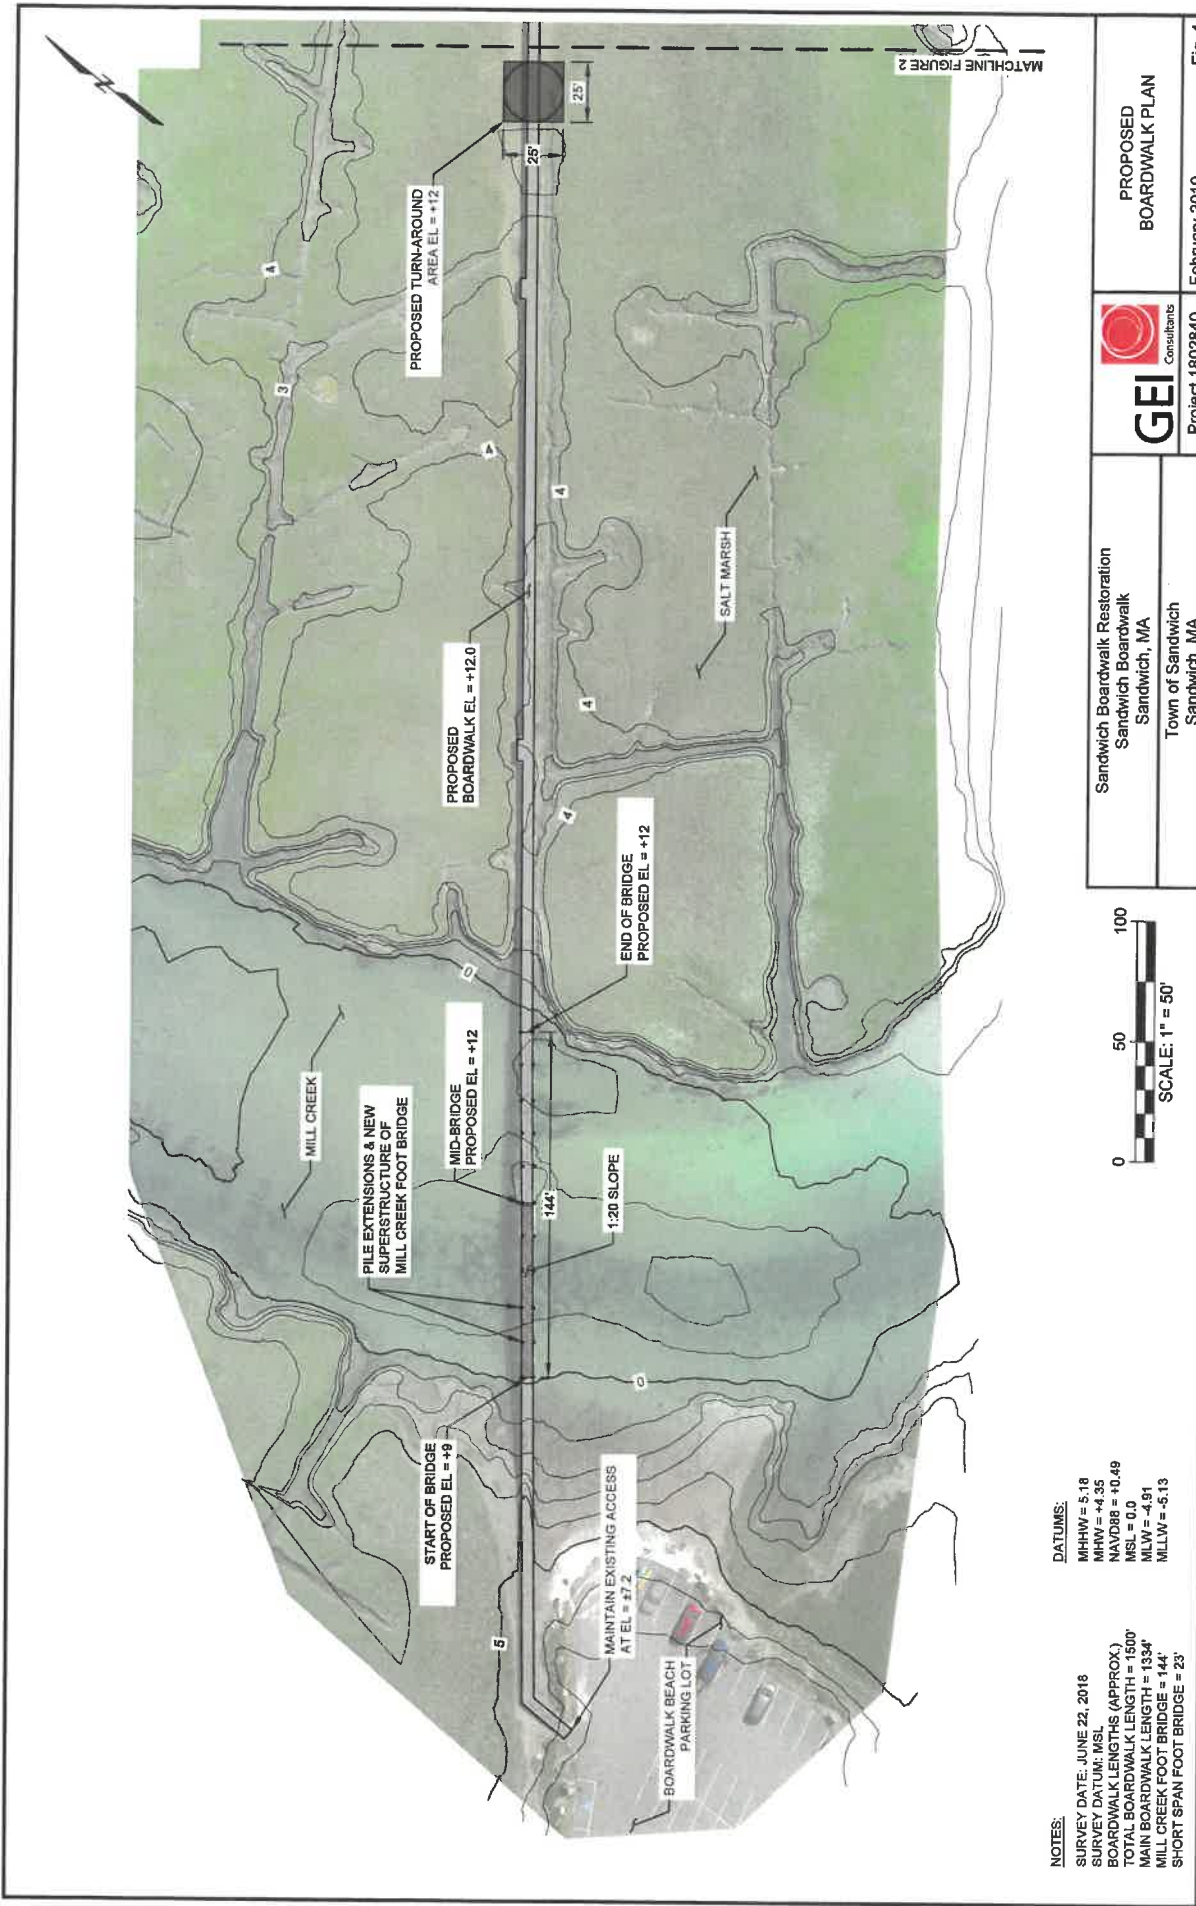 MATCHLINE FIGURE 2
25'
25'
PROPOSED TURN-AROUND
AREA EL = +12
4
3
4
4
4
4
SALT MARSH
PROPOSED
BOARDWALK EL = +12.0
END OF BRIDGE
PROPOSED EL = +12
0
MILL CREEK
MID-BRIDGE
PROPOSED EL = +12
PILE EXTENSIONS & NEW
SUPERSTRUCTURE OF
MILL CREEK FOOT BRIDGE
144'
1:20 SLOPE
0
START OF BRIDGE
PROPOSED EL = +9
MAINTAIN EXISTING ACCESS
AT EL = ±7.2
5
BOARDWALK BEACH
PARKING LOT
NOTES:
SURVEY DATE: JUNE 22, 2018
SURVEY DATUM: MSL
BOARDWALK LENGTHS (APPROX.)
TOTAL BOARDWALK LENGTH = 1500'
MAIN BOARDWALK LENGTH = 1334'
MILL CREEK FOOT BRIDGE = 144'
SHORT SPAN FOOT BRIDGE = 23'
DATUMS:
MHHW = 5.18
MHW = +4.35
NAVD88 = +0.49
MSL = 0.0
MLW = -4.91
MLLW = -5.13
0 50 100
SCALE: 1" = 50'
Sandwich Boardwalk Restoration
Sandwich Boardwalk
Sandwich, MA
Town of Sandwich
Sandwich, MA
GEI Consultants
Project 1802840
PROPOSED
BOARDWALK PLAN
February 2019